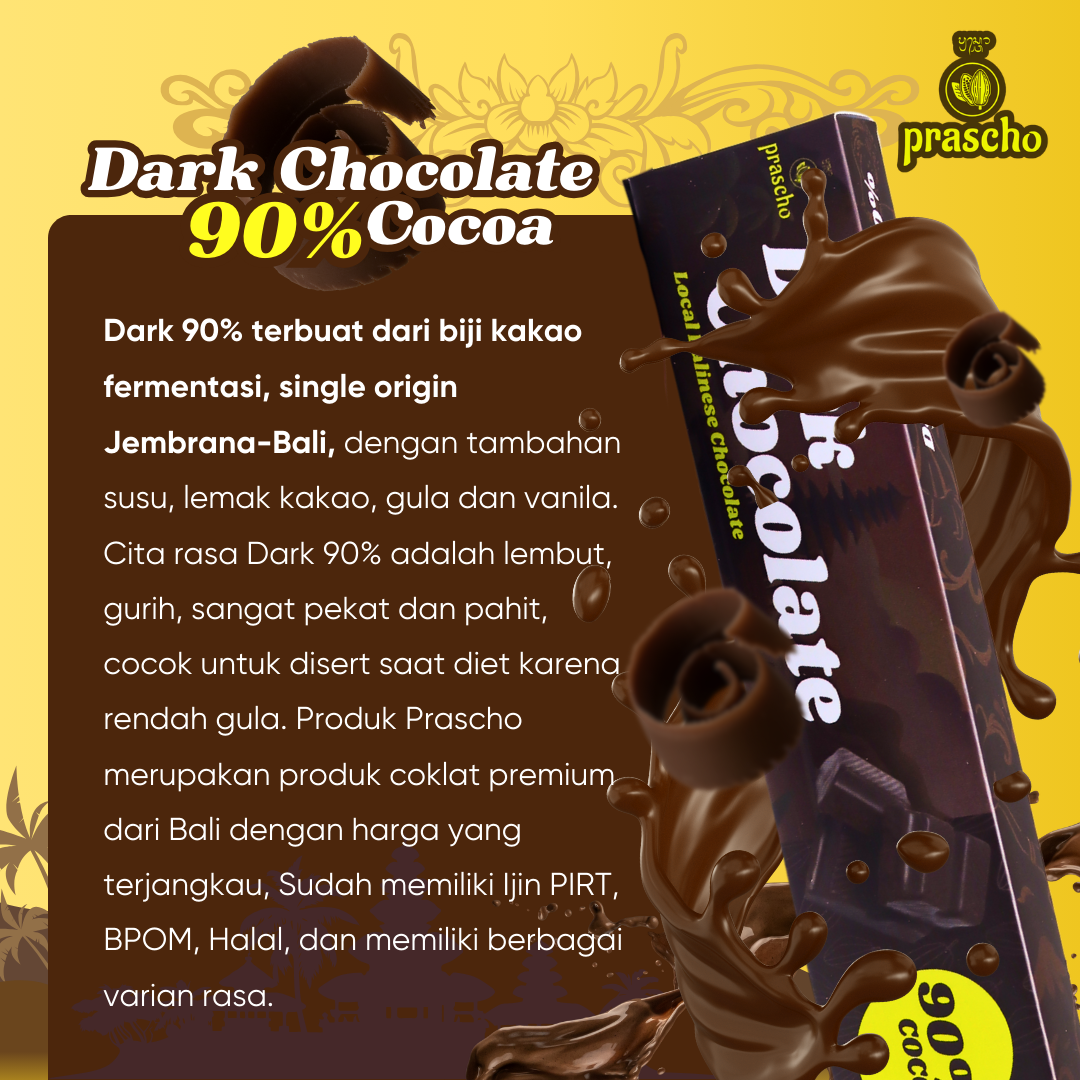 prascho
Dark Chocolate
90% Cocoa
Dark 90% terbuat dari biji kakao
fermentasi, single origin
Jembrana-Bali, dengan tambahan
susu, lemak kakao, gula dan vanila.
Cita rasa Dark 90% adalah lembut,
gurih, sangat pekat dan pahit,
cocok untuk disert saat diet karena
rendah gula. Produk Prascho
merupakan produk coklat premium
dari Bali dengan harga yang
terjangkau, Sudah memiliki Ijin PIRT,
BPOM, Halal, dan memiliki berbagai
varian rasa.
prascho
Local Balinese Chocolate
Dark
Chocolate